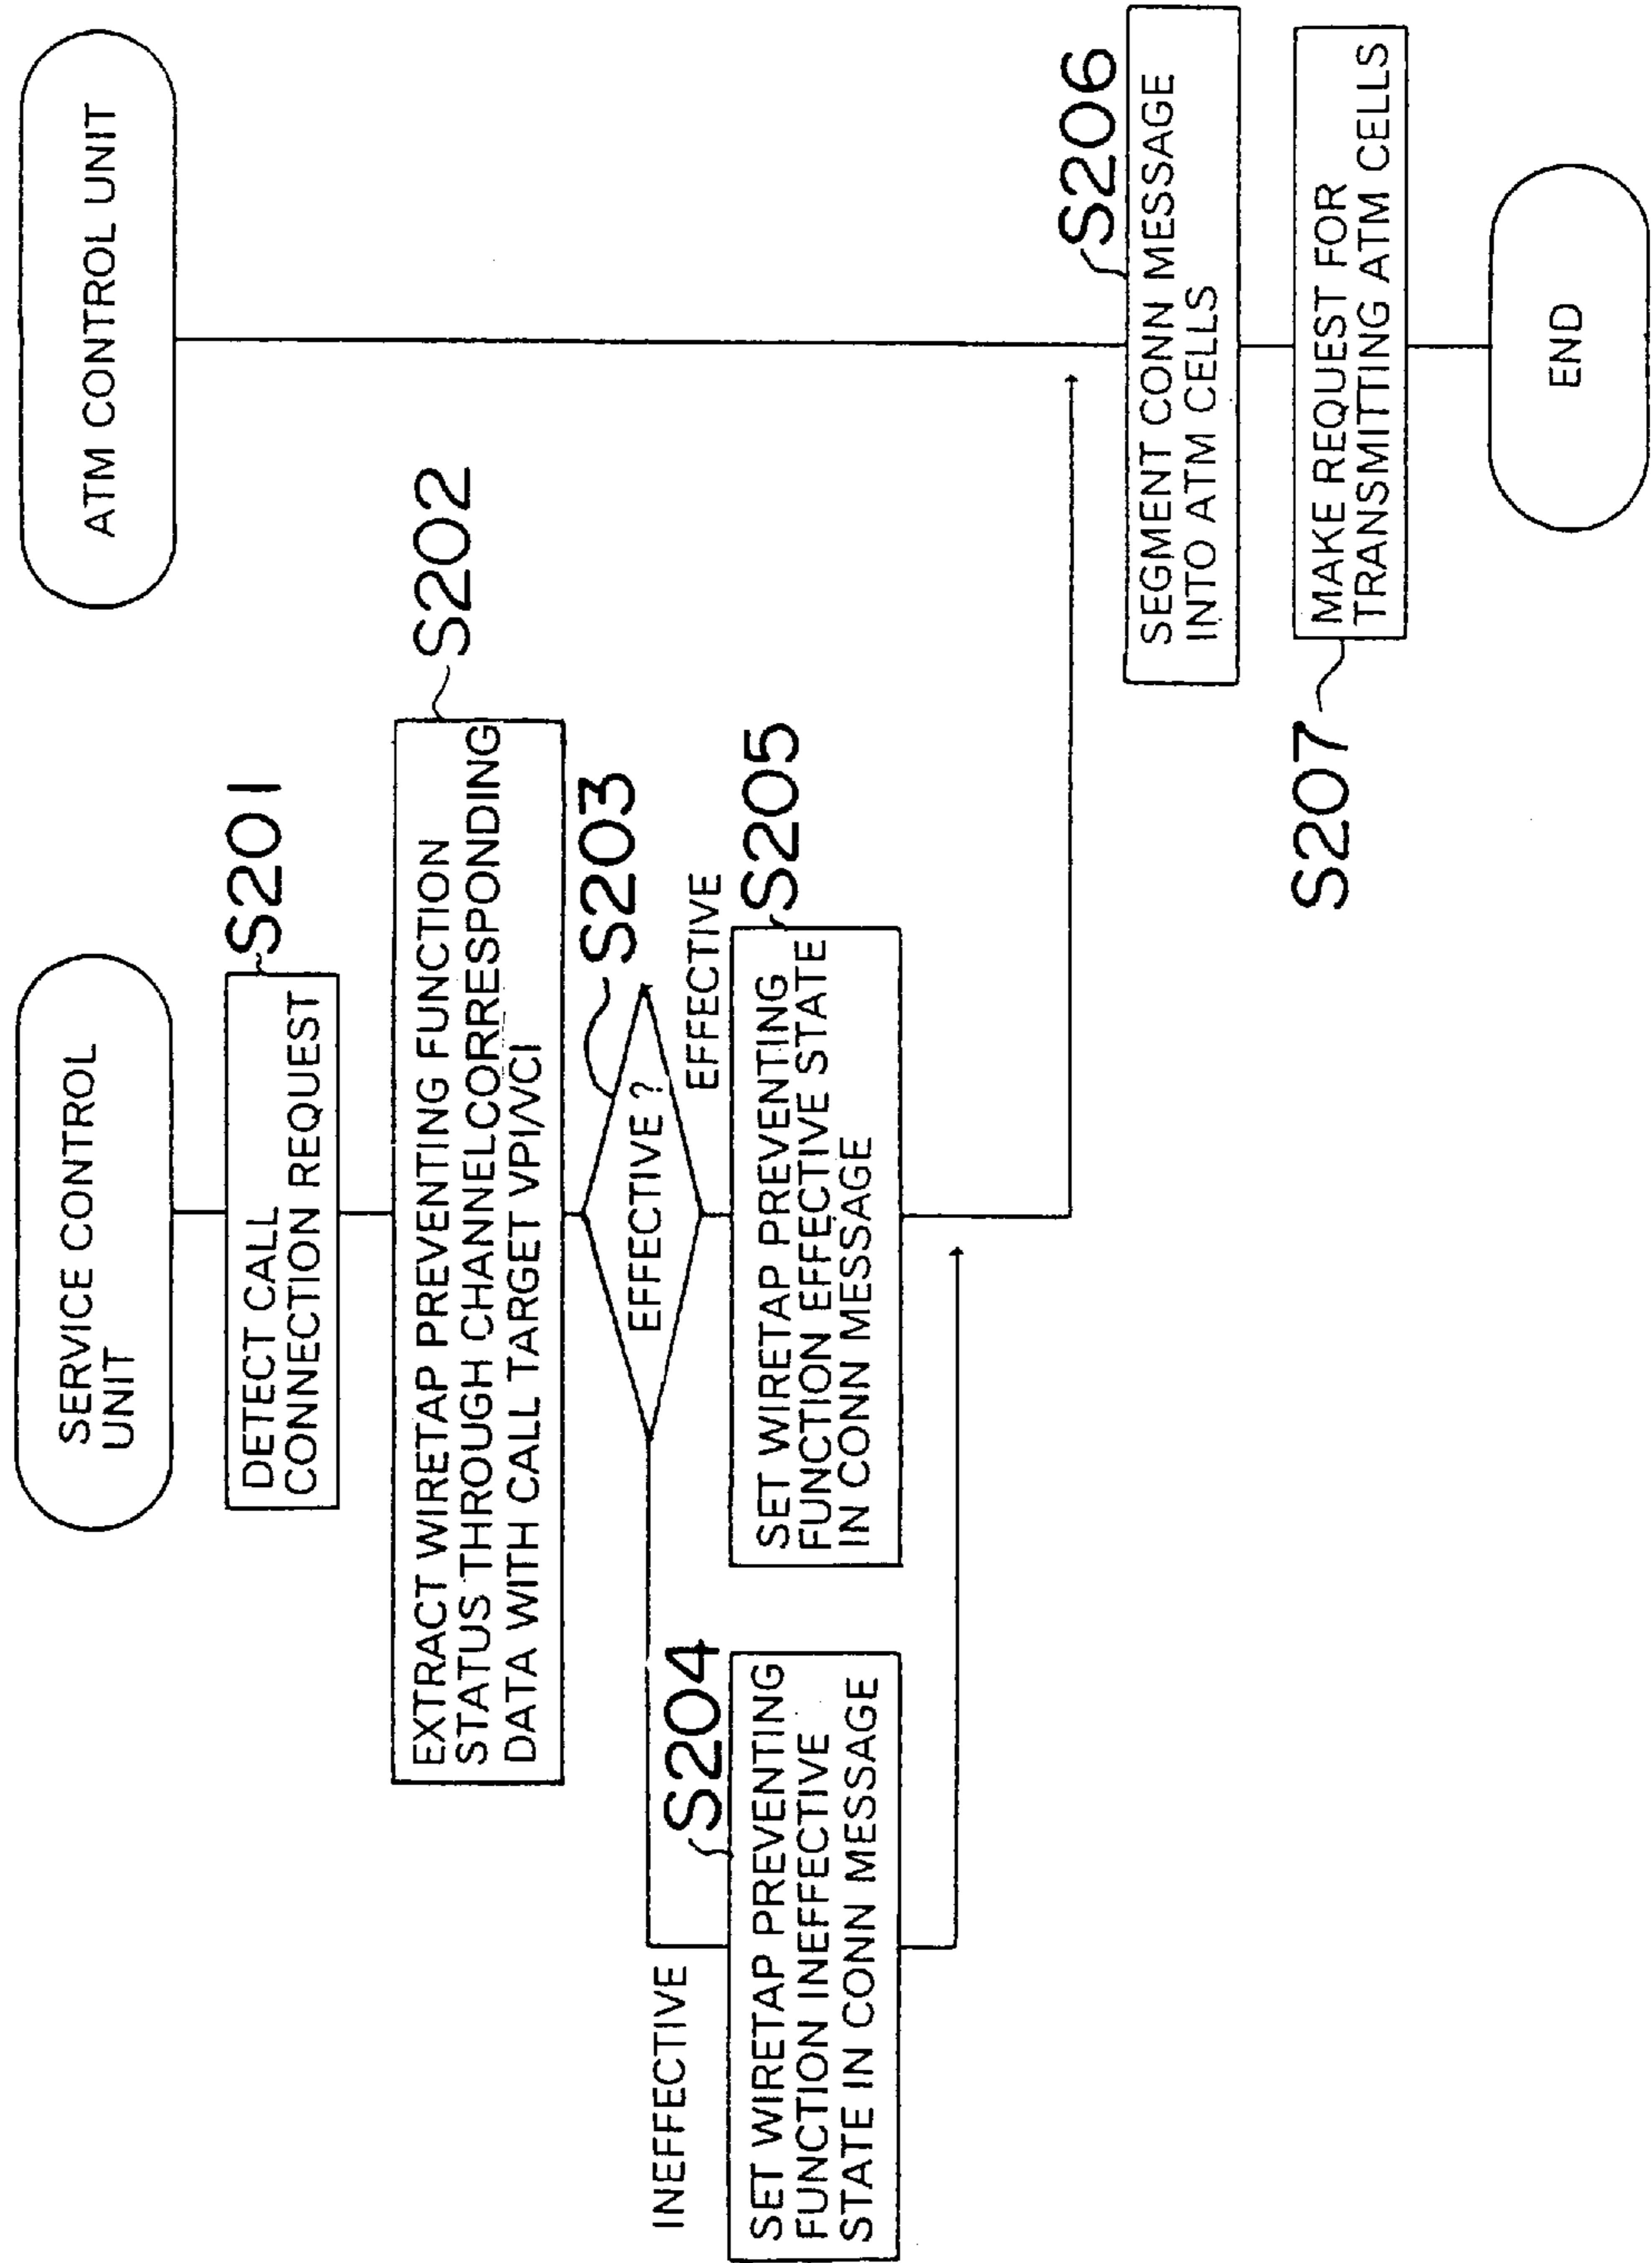 SERVICE CONTROL
UNIT
ATM CONTROL UNIT
S201
DETECT CALL
CONNECTION REQUEST
S202
EXTRACT WIRETAP PREVENTING FUNCTION
STATUS THROUGH CHANNELCORRESPONDING
DATA WITH CALL TARGET VPI/VCI
S203
EFFECTIVE ?
INEFFECTIVE
EFFECTIVE
S204
SET WIRETAP PREVENTING
FUNCTION INEFFECTIVE
STATE IN CONN MESSAGE
S205
SET WIRETAP PREVENTING
FUNCTION EFFECTIVE STATE
IN CONN MESSAGE
S206
SEGMENT CONN MESSAGE
INTO ATM CELLS
S207
MAKE REQUEST FOR
TRANSMITTING ATM CELLS
END